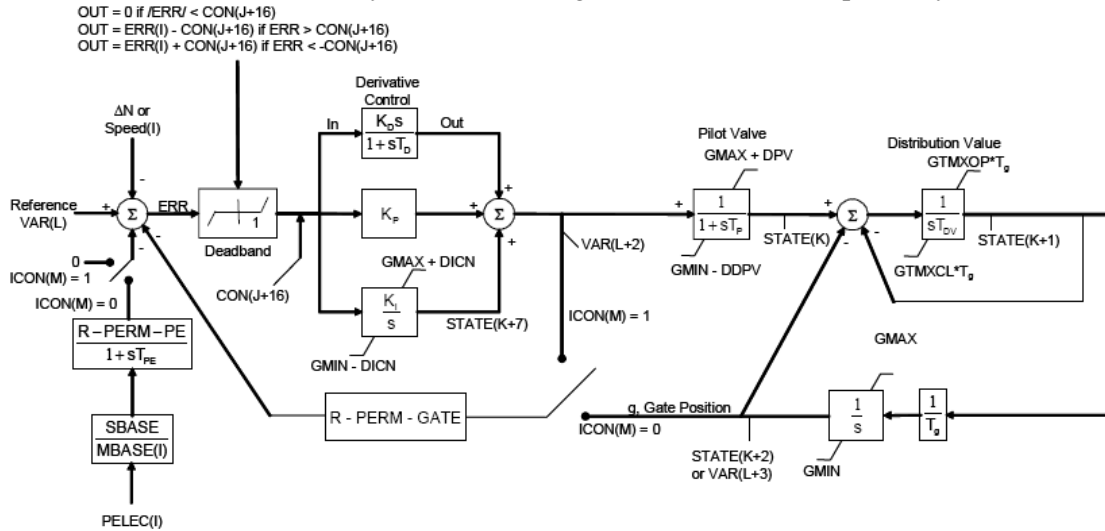 OUT = 0 if /ERR/ < CON(J+16)
OUT = ERR(I) - CON(J+16) if ERR > CON(J+16)
OUT = ERR(I) + CON(J+16) if ERR < -CON(J+16)
ΔN or
Speed(I)
Reference
VAR(L)
-
+
Σ
-
-
ERR
1
Deadband
0
ICON(M) = 1
ICON(M) = 0
R – PERM – PE
1 + sT_PE
SBASE
MBASE(I)
PELEC(I)
CON(J+16)
Derivative
Control
In
K_D s
1 + sT_D
Out
K_P
GMAX + DICN
K_I
s
STATE(K+7)
GMIN - DICN
+
+
+
Σ
VAR(L+2)
ICON(M) = 1
R - PERM - GATE
ICON(M) = 0
Pilot Valve
GMAX + DPV
+
1
1 + sT_P
GMIN - DDPV
STATE(K)
+
Σ
-
-
Distribution Value
GTMXOP*T_g
1
sT_DV
GTMXCL*T_g
STATE(K+1)
GMAX
g, Gate Position
1
s
1
T_g
GMIN
STATE(K+2)
or VAR(L+3)